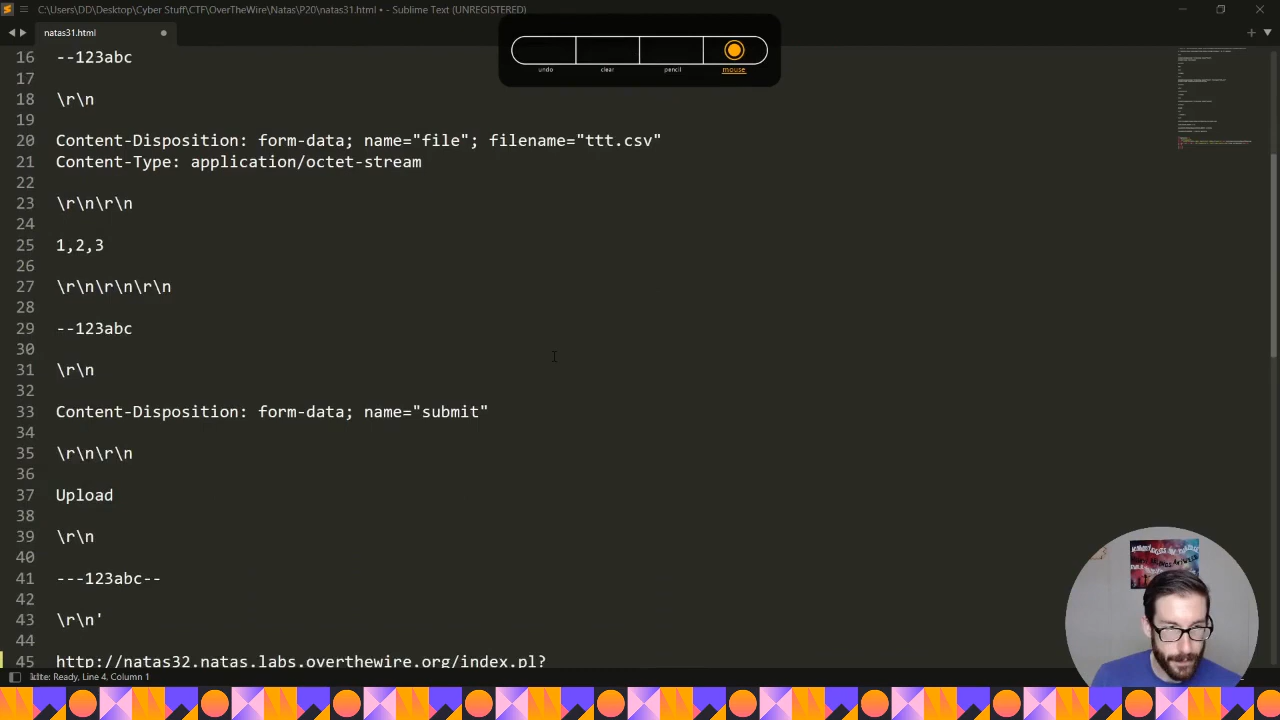 C:\Users\DD\Desktop\Cyber Stuff\CTF\OverTheWire\Natas\P20\natas31.html • - Sublime Text (UNREGISTERED)
natas31.html
undo
clear
pencil
mouse
16 --123abc
17
18 \r\n
19
20 Content-Disposition: form-data; name="file"; filename="ttt.csv"
21 Content-Type: application/octet-stream
22
23 \r\n\r\n
24
25 1,2,3
26
27 \r\n\r\n\r\n
28
29 --123abc
30
31 \r\n
32
33 Content-Disposition: form-data; name="submit"
34
35 \r\n\r\n
36
37 Upload
38
39 \r\n
40
41 ---123abc--
42
43 \r\n'
44
45 http://natas32.natas.labs.overthewire.org/index.pl?
Ready, Line 4, Column 1